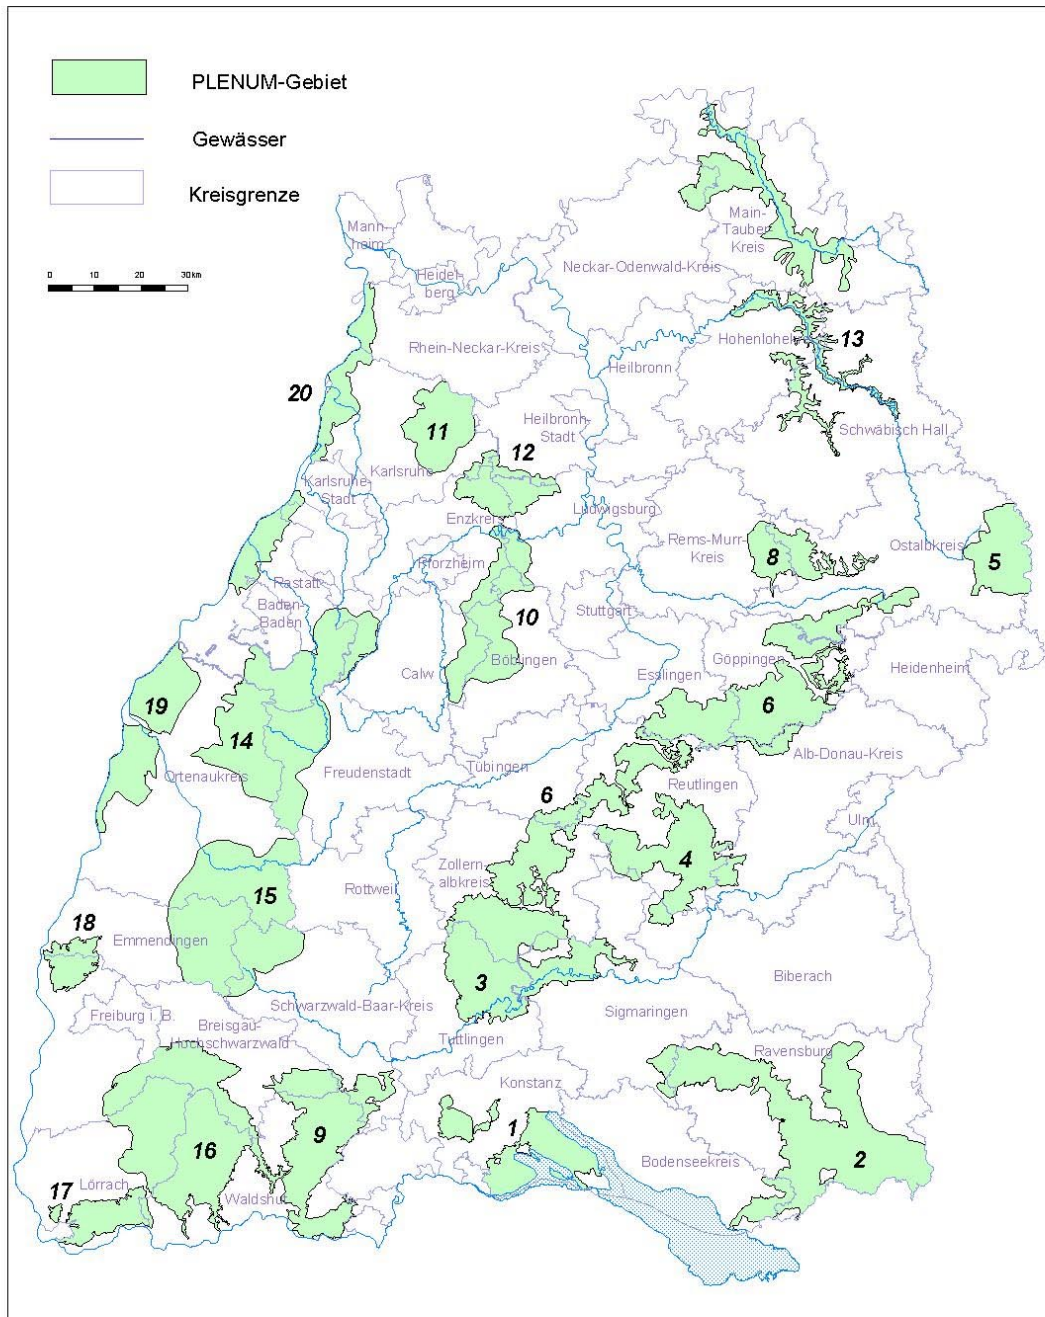 PLENUM-Gebiet
Gewässer
Kreisgrenze
0 10 20 30 km
Mann-
heim
Heidel-
berg
Main-
Tauber
Kreis
Neckar-Odenwald-Kreis
Rhein-Neckar-Kreis
Hohenlohe
13
Heilbronn
20
11
Heilbronn-
Stadt
12
Schwäbisch Hall
Karlsruhe
Karlsruhe-
Stadt
Ludwigsburg
Enzkreis
Rems-Murr-
Kreis
8
Ostalbkreis
5
Pforzheim
Rastatt
Baden-
Baden
10
Stuttgart
Böblingen
Calw
Esslingen
Göppingen
Heidenheim
19
14
6
Ortenaukreis
Freudenstadt
Tübingen
Alb-Donau-Kreis
Reutlingen
6
Ulm
Zollern-
albkreis
4
Rottweil
15
18
Emmendingen
3
Biberach
Schwarzwald-Baar-Kreis
Sigmaringen
Freiburg i. B.
Breisgau-
Hochschwarzwald
Tuttlingen
Ravensburg
Konstanz
9
1
16
Bodenseekreis
2
17
Lörrach
Waldshut